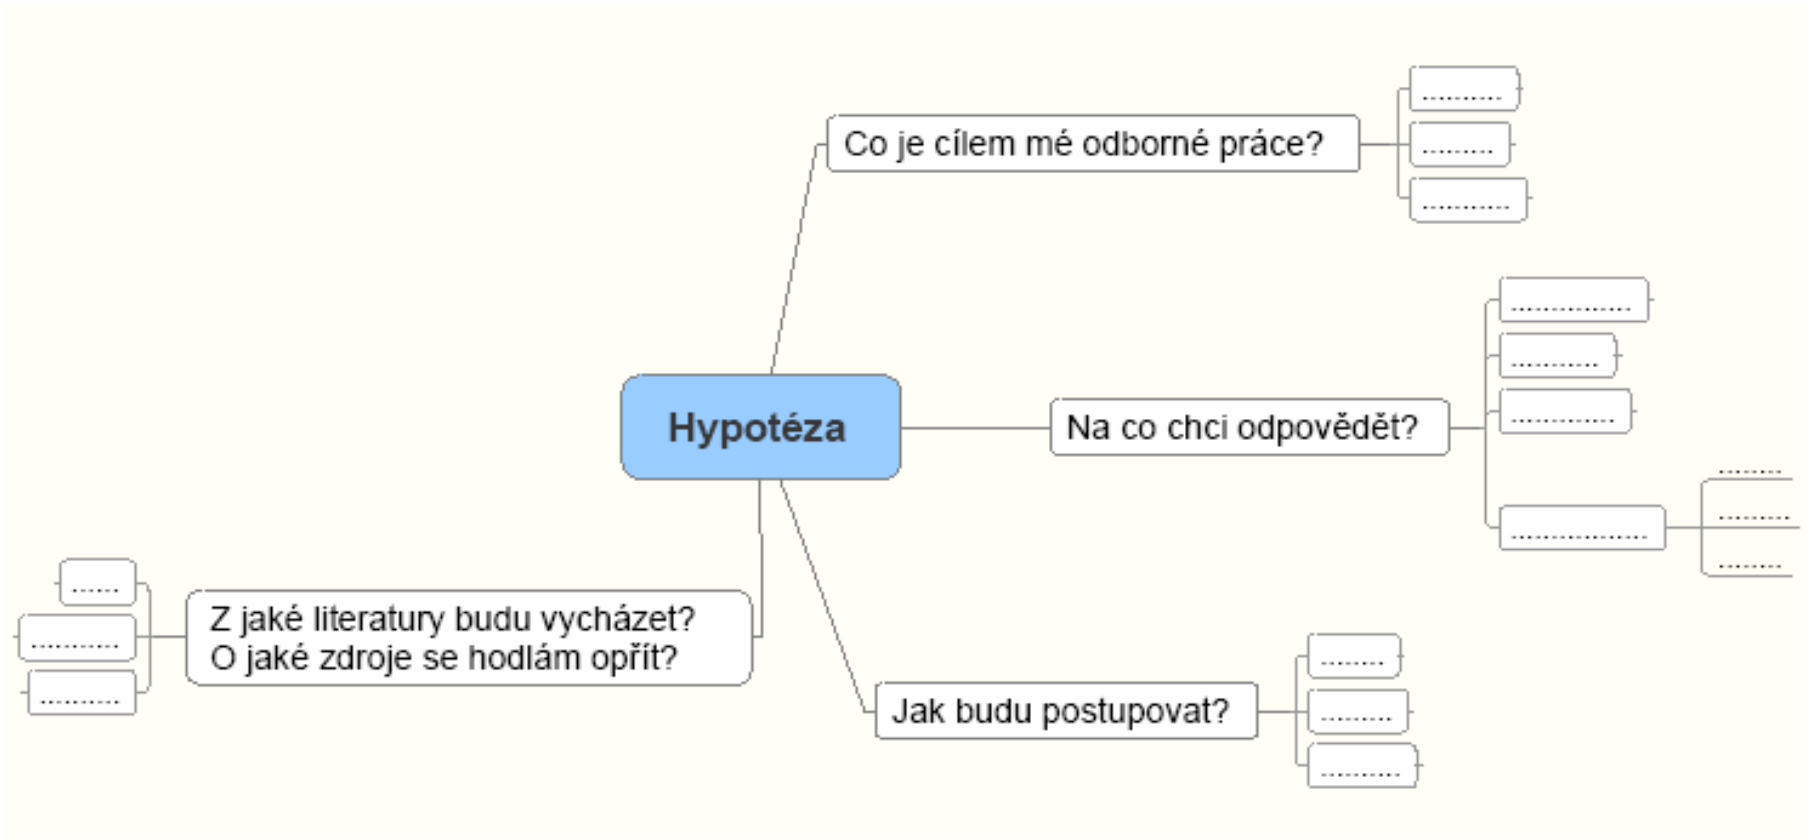 Co je cílem mé odborné práce?
..........
.........
...........
Hypotéza
Na co chci odpovědět?
...............
...........
.............
.................
........
.........
........
Z jaké literatury budu vycházet?
O jaké zdroje se hodlám opřít?
......
...........
..........
Jak budu postupovat?
........
.........
..........